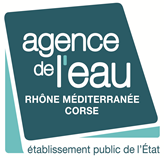 agence
de l'eau
RHÔNE MÉDITERRANÉE
CORSE
établissement public de l'État